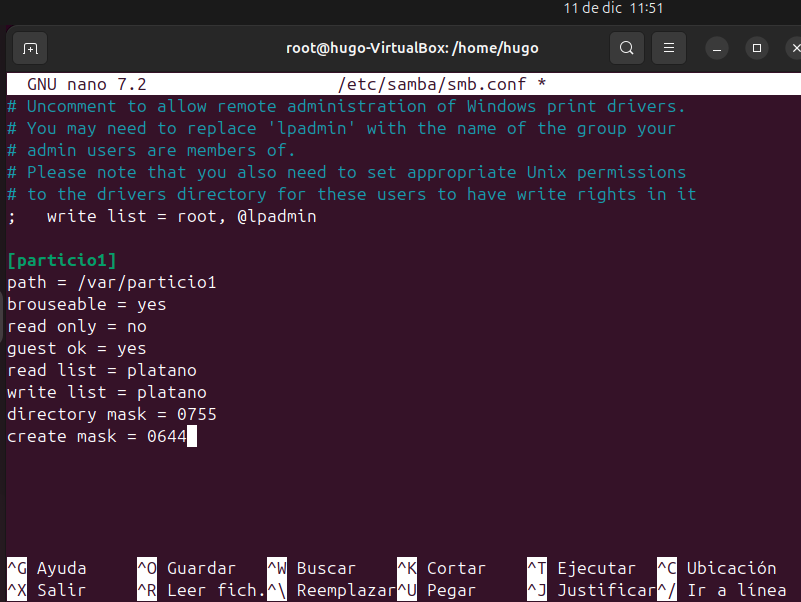 11 de dic 11:51
root@hugo-VirtualBox: /home/hugo
GNU nano 7.2 /etc/samba/smb.conf *
# Uncomment to allow remote administration of Windows print drivers.
# You may need to replace 'lpadmin' with the name of the group your
# admin users are members of.
# Please note that you also need to set appropriate Unix permissions
# to the drivers directory for these users to have write rights in it
;   write list = root, @lpadmin
[particio1]
path = /var/particio1
brouseable = yes
read only = no
guest ok = yes
read list = platano
write list = platano
directory mask = 0755
create mask = 0644
^G Ayuda ^O Guardar ^W Buscar ^K Cortar ^T Ejecutar ^C Ubicación
^X Salir ^R Leer fich. ^\ Reemplazar ^U Pegar ^J Justificar ^/ Ir a línea